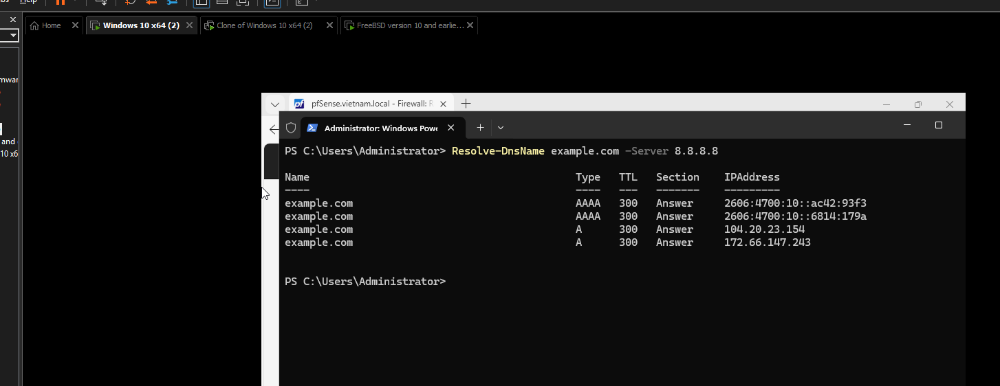 Help
Home
Windows 10 x64 (2)
Clone of Windows 10 x64 (2)
FreeBSD version 10 and earlie...
and
10 x6
pfSense.vietnam.local - Firewall: R
Administrator: Windows Powe
PS C:\Users\Administrator> Resolve-DnsName example.com -Server 8.8.8.8
Name Type TTL Section IPAddress
---- ---- --- ------- ---------
example.com AAAA 300 Answer 2606:4700:10::ac42:93f3
example.com AAAA 300 Answer 2606:4700:10::6814:179a
example.com A 300 Answer 104.20.23.154
example.com A 300 Answer 172.66.147.243
PS C:\Users\Administrator>